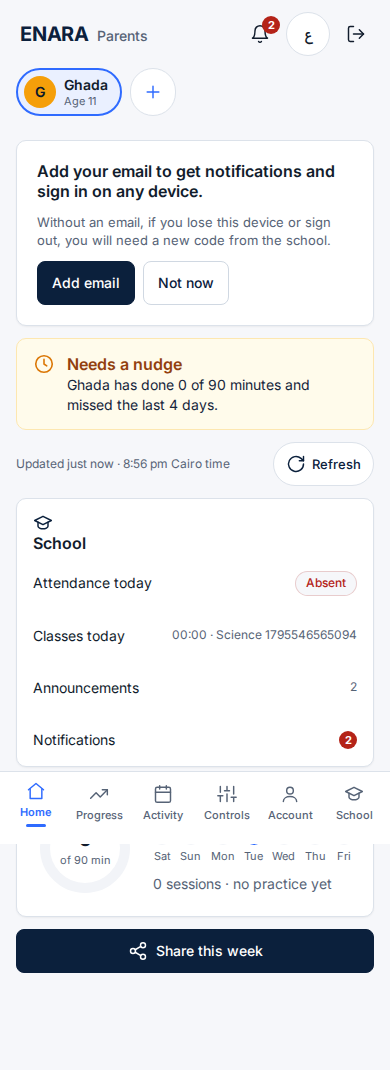 ENARA Parents
2
ع
G
Ghada
Age 11
Add your email to get notifications and
sign in on any device.
Without an email, if you lose this device or sign
out, you will need a new code from the school.
Add email
Not now
Needs a nudge
Ghada has done 0 of 90 minutes and
missed the last 4 days.
Updated just now · 8:56 pm Cairo time
Refresh
School
Attendance today
Absent
Classes today
00:00 · Science 1795546565094
Announcements
2
Notifications
2
Home
Progress
Activity
Controls
Account
School
of 90 min
Sat Sun Mon Tue Wed Thu Fri
0 sessions · no practice yet
Share this week